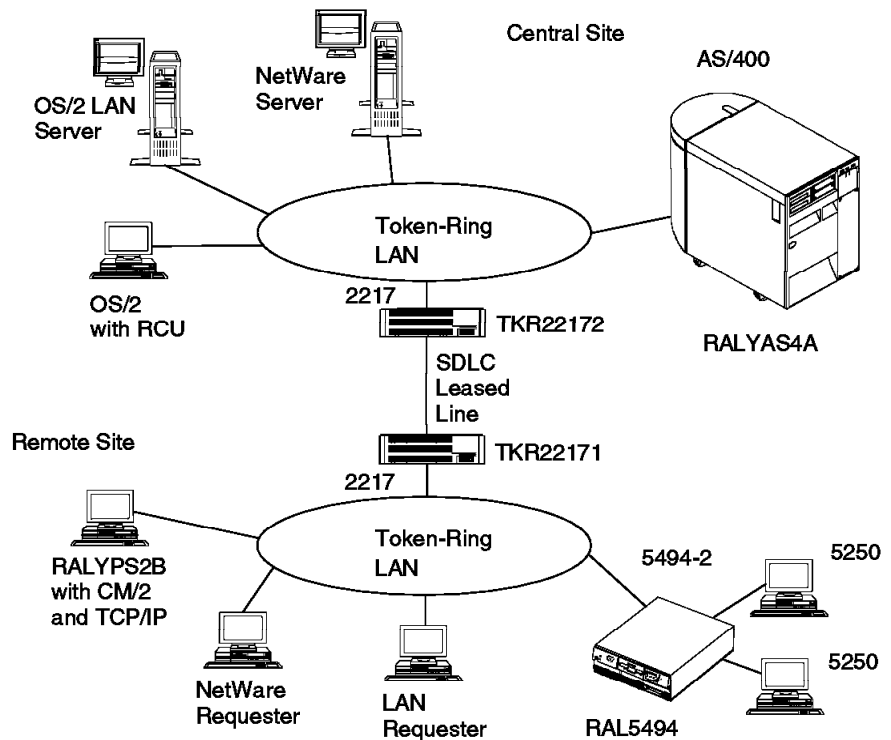 Central Site
AS/400
NetWare
Server
OS/2 LAN
Server
Token-Ring
LAN
OS/2
with RCU
2217
TKR22172
RALYAS4A
SDLC
Leased
Line
Remote Site
TKR22171
2217
Token-Ring
LAN
RALYPS2B
with CM/2
and TCP/IP
5494-2
5250
5250
NetWare
Requester
LAN
Requester
RAL5494